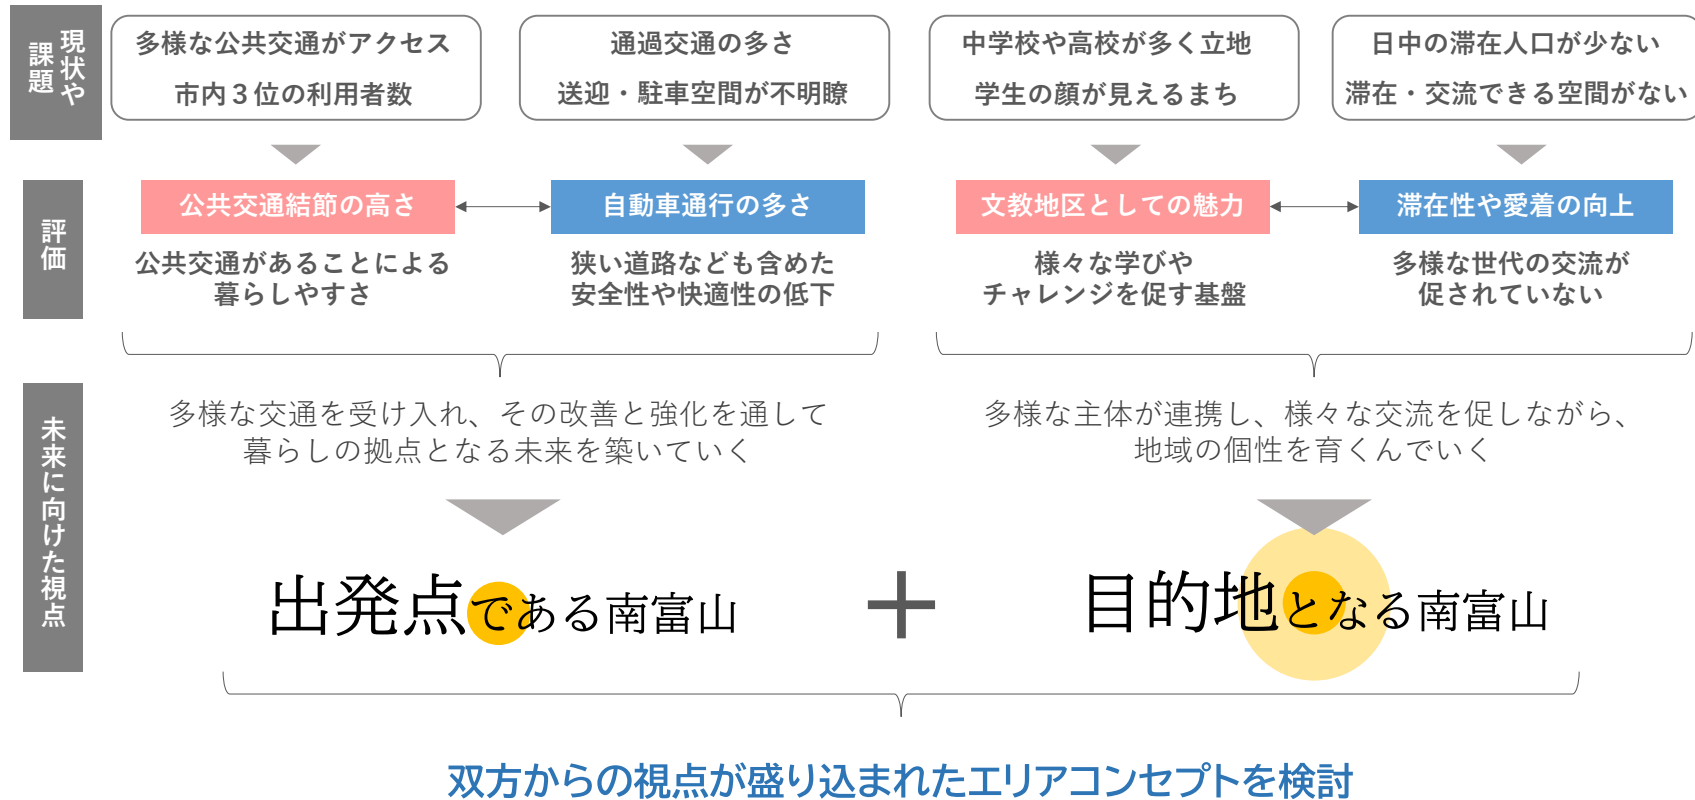 現状や
課題
多様な公共交通がアクセス
市内３位の利用者数
通過交通の多さ
送迎・駐車空間が不明瞭
中学校や高校が多く立地
学生の顔が見えるまち
日中の滞在人口が少ない
滞在・交流できる空間がない
評価
公共交通結節の高さ
自動車通行の多さ
文教地区としての魅力
滞在性や愛着の向上
公共交通があることによる
暮らしやすさ
狭い道路なども含めた
安全性や快適性の低下
様々な学びや
チャレンジを促す基盤
多様な世代の交流が
促されていない
未来に向けた視点
多様な交通を受け入れ、その改善と強化を通して
暮らしの拠点となる未来を築いていく
多様な主体が連携し、様々な交流を促しながら、
地域の個性を育くんでいく
出発点である南富山
＋
目的地となる南富山
双方からの視点が盛り込まれたエリアコンセプトを検討